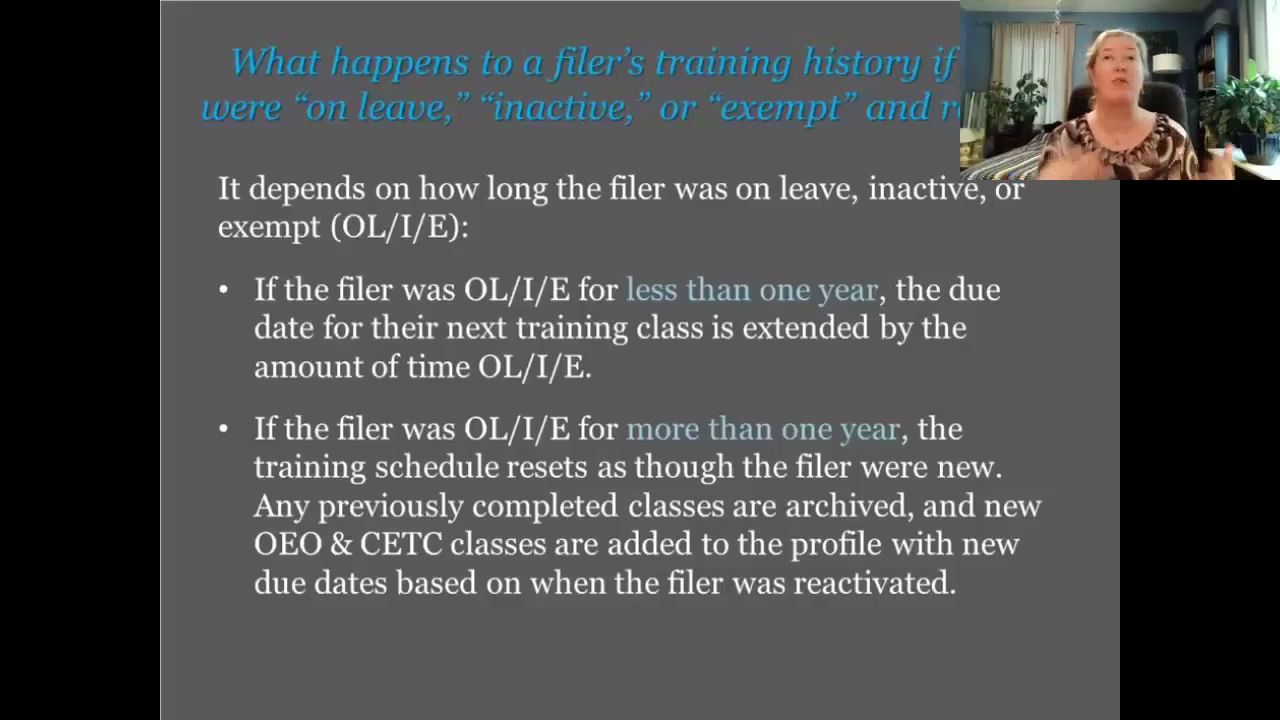 What happens to a filer's training history if
were “on leave,” “inactive,” or “exempt” and
It depends on how long the filer was on leave, inactive, or
exempt (OL/I/E):
• If the filer was OL/I/E for less than one year, the due
date for their next training class is extended by the
amount of time OL/I/E.
• If the filer was OL/I/E for more than one year, the
training schedule resets as though the filer were new.
Any previously completed classes are archived, and new
OEO & CETC classes are added to the profile with new
due dates based on when the filer was reactivated.